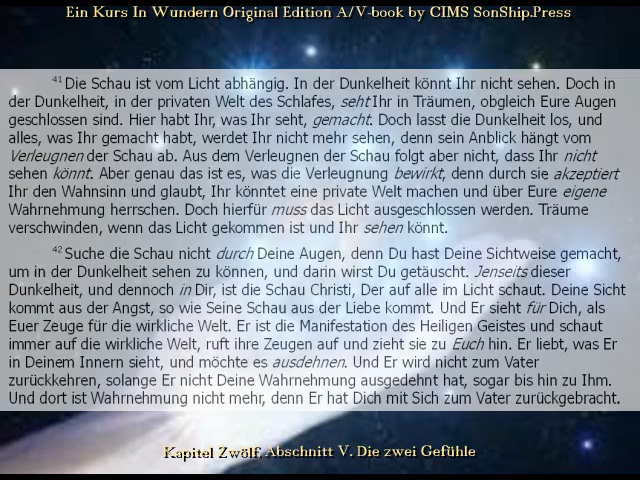 Ein Kurs In Wundern Original Edition A/V-book by CIMS SonShip.Press
41 Die Schau ist vom Licht abhängig. In der Dunkelheit könnt Ihr nicht sehen. Doch in
der Dunkelheit, in der privaten Welt des Schlafes, seht Ihr in Träumen, obgleich Eure Augen
geschlossen sind. Hier habt Ihr, was Ihr seht, gemacht. Doch lasst die Dunkelheit los, und
alles, was Ihr gemacht habt, werdet Ihr nicht mehr sehen, denn sein Anblick hängt vom
Verleugnen der Schau ab. Aus dem Verleugnen der Schau folgt aber nicht, dass Ihr nicht
sehen könnt. Aber genau das ist es, was die Verleugnung bewirkt, denn durch sie akzeptiert
Ihr den Wahnsinn und glaubt, Ihr könntet eine private Welt machen und über Eure eigene
Wahrnehmung herrschen. Doch hierfür muss das Licht ausgeschlossen werden. Träume
verschwinden, wenn das Licht gekommen ist und Ihr sehen könnt.
42 Suche die Schau nicht durch Deine Augen, denn Du hast Deine Sichtweise gemacht,
um in der Dunkelheit sehen zu können, und darin wirst Du getäuscht. Jenseits dieser
Dunkelheit, und dennoch in Dir, ist die Schau Christi, Der auf alle im Licht schaut. Deine Sicht
kommt aus der Angst, so wie Seine Schau aus der Liebe kommt. Und Er sieht für Dich, als
Euer Zeuge für die wirkliche Welt. Er ist die Manifestation des Heiligen Geistes und schaut
immer auf die wirkliche Welt, ruft ihre Zeugen auf und zieht sie zu Euch hin. Er liebt, was Er
in Deinem Innern sieht, und möchte es ausdehnen. Und Er wird nicht zum Vater
zurückkehren, solange Er nicht Deine Wahrnehmung ausgedehnt hat, sogar bis hin zu Ihm.
Und dort ist Wahrnehmung nicht mehr, denn Er hat Dich mit Sich zum Vater zurückgebracht.
Kapitel Zwölf, Abschnitt V. Die zwei Gefühle